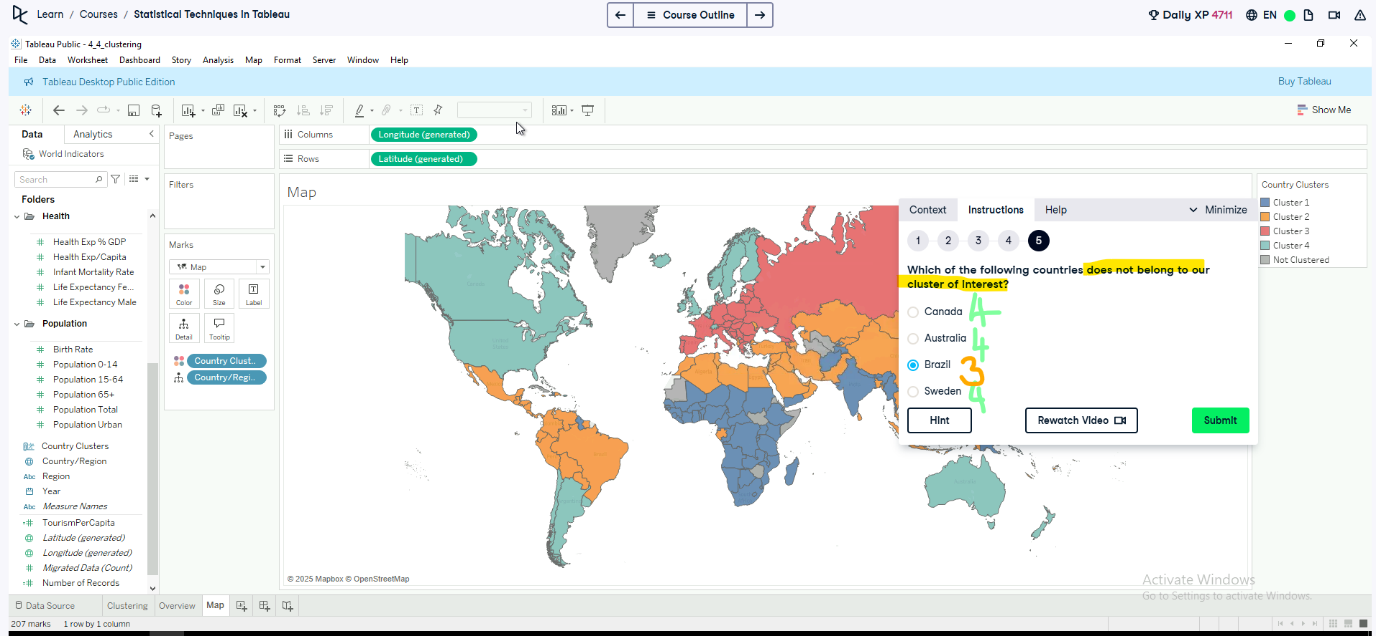 Learn / Courses / Statistical Techniques in Tableau
Course Outline
Daily XP 4711
EN
Tableau Public - 4_4_clustering
File Data Worksheet Dashboard Story Analysis Map Format Server Window Help
Tableau Desktop Public Edition
Buy Tableau
Show Me
Data Analytics
World Indicators
Search
Folders
Health
Health Exp % GDP
Health Exp/Capita
Infant Mortality Rate
Life Expectancy Fe...
Life Expectancy Male
Population
Birth Rate
Population 0-14
Population 15-64
Population 65+
Population Total
Population Urban
Country Clusters
Country/Region
Abc Region
Year
Abc Measure Names
TourismPerCapita
Latitude (generated)
Longitude (generated)
Migrated Data (Count)
Number of Records
Pages
Filters
Marks
Map
Color Size Label
Detail Tooltip
Country Clust..
Country/Regi..
Columns Longitude (generated)
Rows Latitude (generated)
Map
© 2025 Mapbox © OpenStreetMap
Context Instructions Help Minimize
1 2 3 4 5
Which of the following countries does not belong to our
cluster of interest?
Canada 4
Australia 4
Brazil 3
Sweden 4
Hint Rewatch Video Submit
Country Clusters
Cluster 1
Cluster 2
Cluster 3
Cluster 4
Not Clustered
Activate Windows
Go to Settings to activate Windows.
Data Source Clustering Overview Map
207 marks 1 row by 1 column